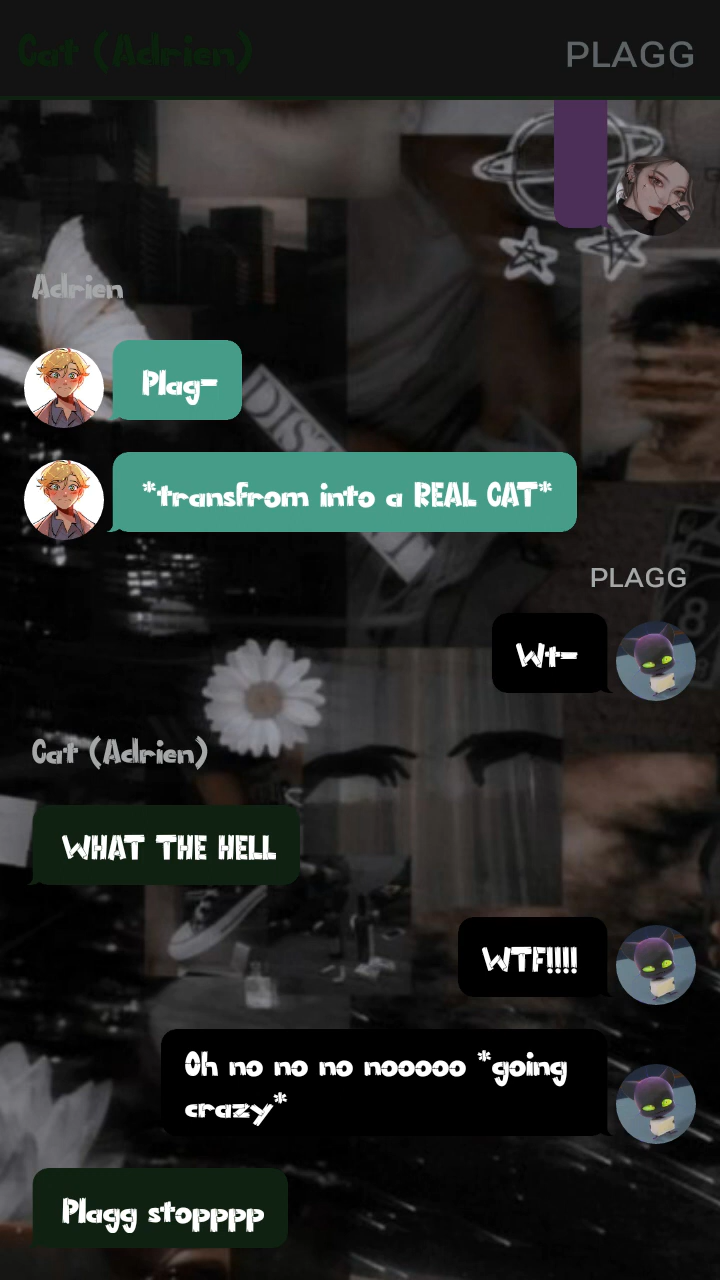 Cat (Adrien) PLAGG
Adrien
Plag-
*transfrom into a REAL CAT*
PLAGG
Wt-
Cat (Adrien)
WHAT THE HELL
WTF!!!!
Oh no no no nooooo *going
crazy*
Plagg stopppp